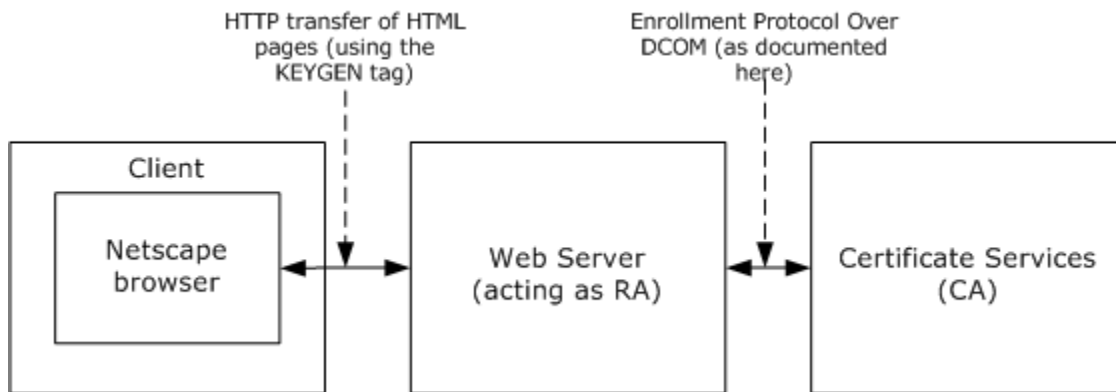 HTTP transfer of HTML
pages (using the
KEYGEN tag)
Enrollment Protocol Over
DCOM (as documented
here)
Client
Netscape
browser
Web Server
(acting as RA)
Certificate Services
(CA)